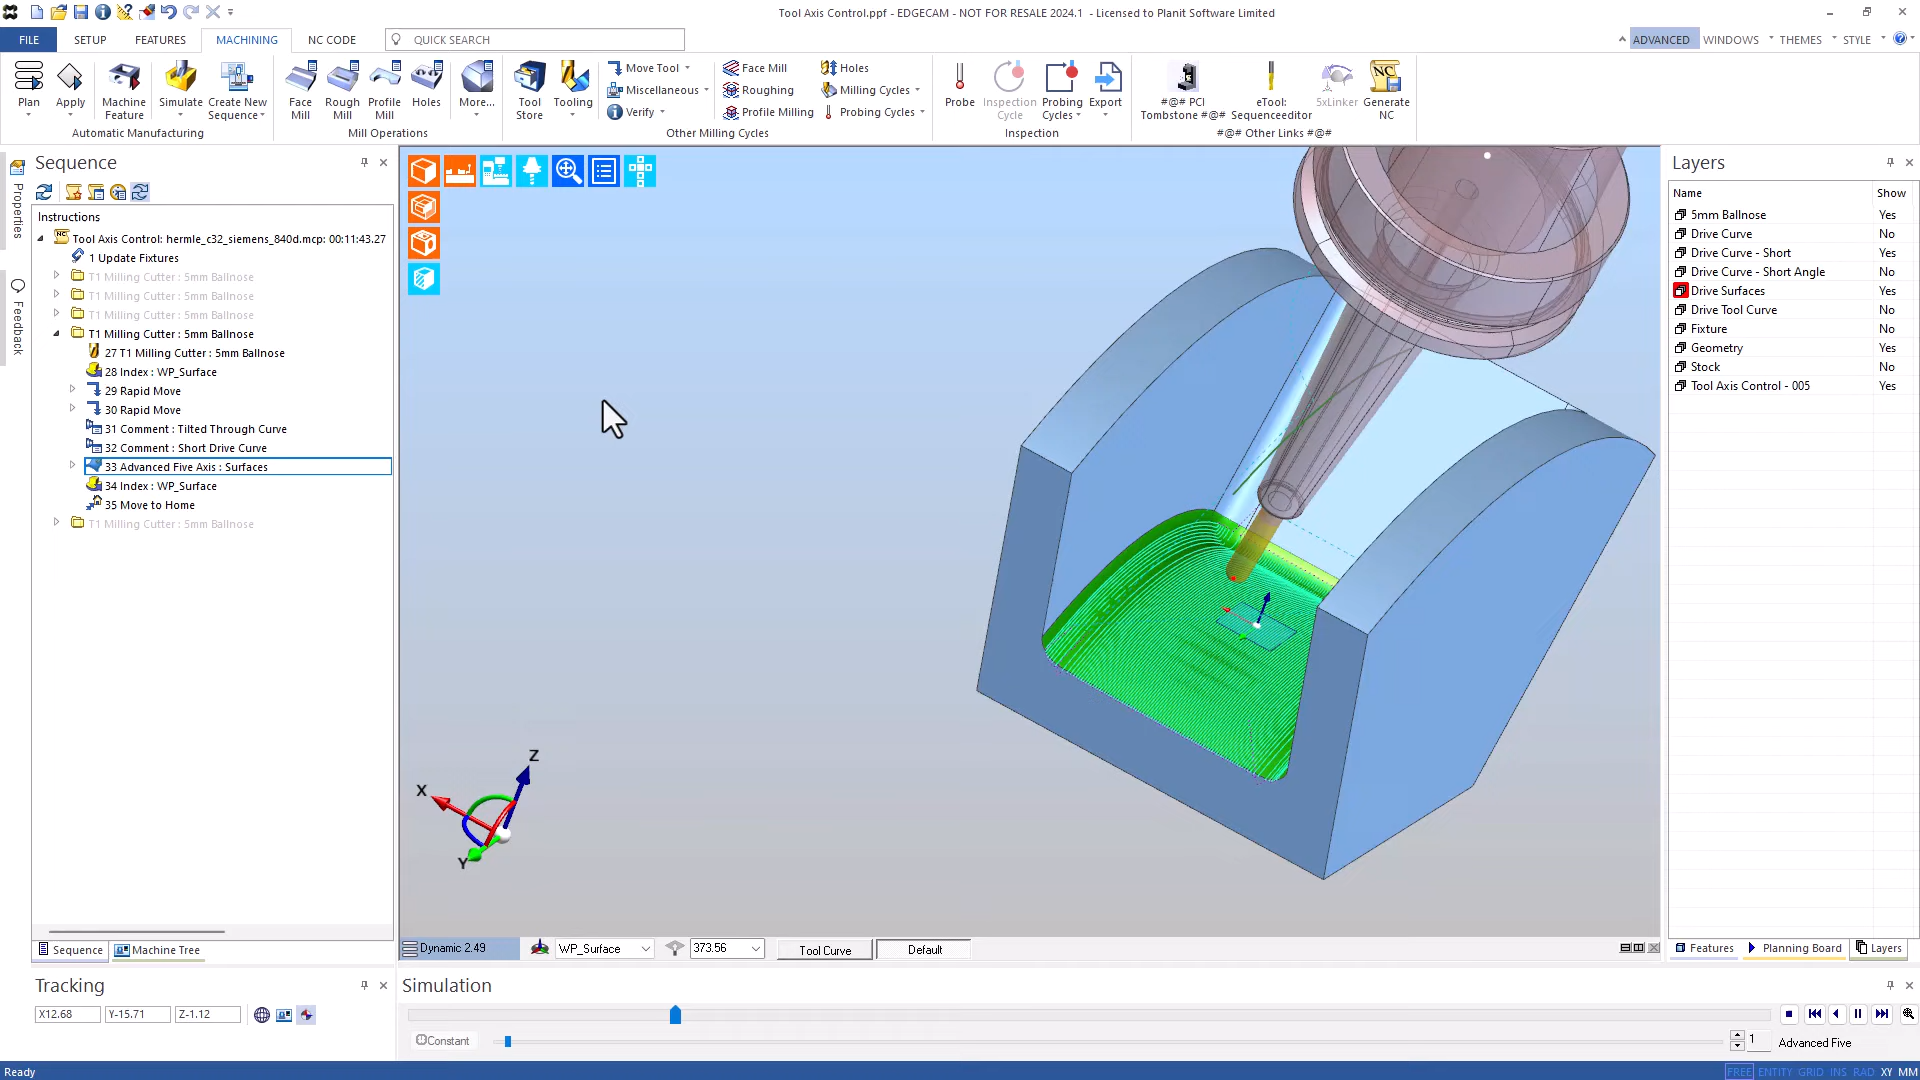 Tool Axis Control.ppf - EDGECAM - NOT FOR RESALE 2024.1 - Licensed to Planit Software Limited
FILE SETUP FEATURES MACHINING NC CODE QUICK SEARCH ADVANCED WINDOWS THEMES STYLE
Plan Apply Machine Feature Simulate Create New Sequence
Automatic Manufacturing
Face Mill Rough Mill Profile Mill Holes More...
Mill Operations
Tool Store Tooling
Move Tool Face Mill Holes
Miscellaneous Roughing Milling Cycles
Verify Profile Milling Probing Cycles
Other Milling Cycles
Probe Inspection Cycle Probing Cycles Export
Inspection
#@# PCI Tombstone #@# eTool: Sequenceeditor 5xLinker Generate NC
#@# Other Links #@#
Properties
Feedback
Sequence
Instructions
Tool Axis Control: hermle_c32_siemens_840d.mcp: 00:11:43.27
1 Update Fixtures
T1 Milling Cutter : 5mm Ballnose
T1 Milling Cutter : 5mm Ballnose
T1 Milling Cutter : 5mm Ballnose
T1 Milling Cutter : 5mm Ballnose
27 T1 Milling Cutter : 5mm Ballnose
28 Index : WP_Surface
29 Rapid Move
30 Rapid Move
31 Comment : Tilted Through Curve
32 Comment : Short Drive Curve
33 Advanced Five Axis : Surfaces
34 Index : WP_Surface
35 Move to Home
T1 Milling Cutter : 5mm Ballnose
Sequence Machine Tree
Z
X
Y
Dynamic 2.49 WP_Surface 373.56 Tool Curve Default
Layers
Name Show
5mm Ballnose Yes
Drive Curve No
Drive Curve - Short Yes
Drive Curve - Short Angle No
Drive Surfaces Yes
Drive Tool Curve No
Fixture No
Geometry Yes
Stock No
Tool Axis Control - 005 Yes
Features Planning Board Layers
Tracking
X12.68 Y-15.71 Z-1.12
Simulation
Constant 1 Advanced Five
Ready FREE ENTITY GRID INS RAD XY MM